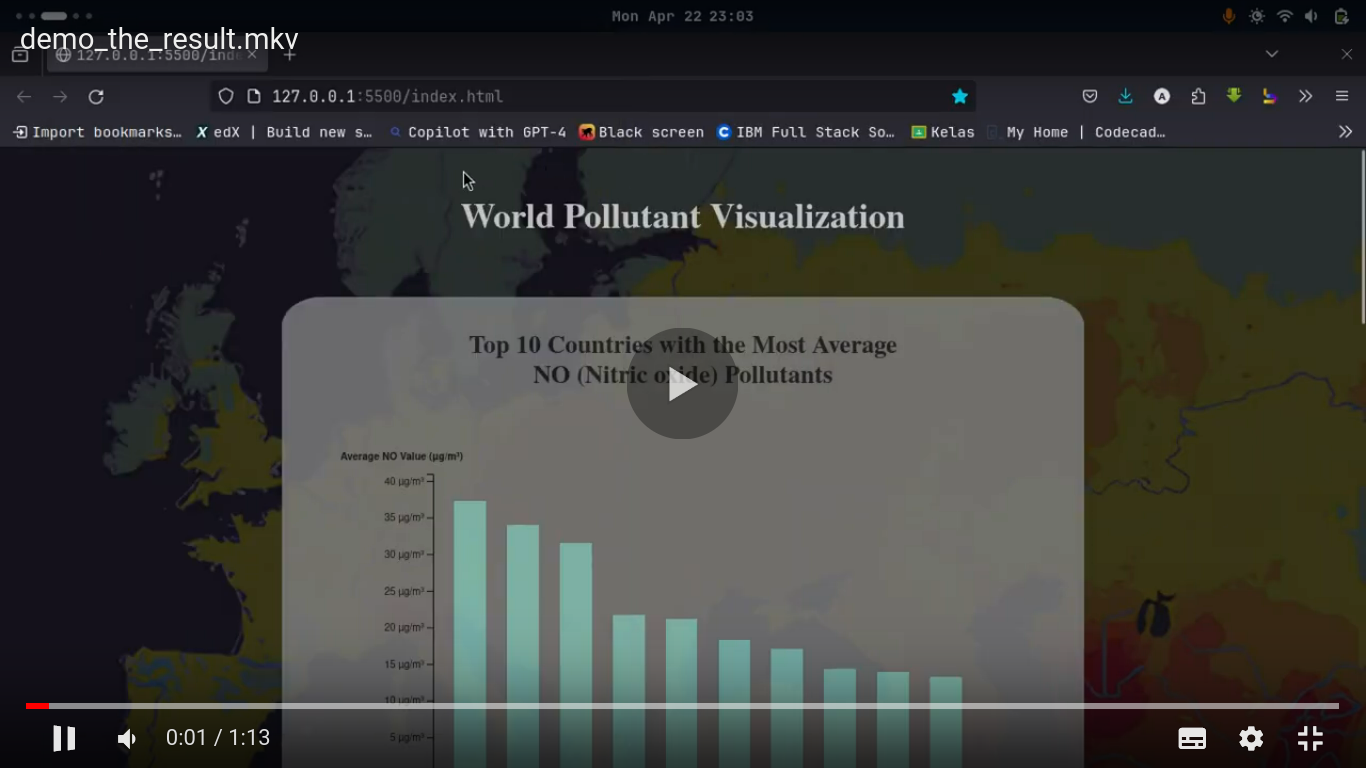 Mon Apr 22 23:03
demo_the_result.mkv
127.0.0.1:5500/inde
127.0.0.1:5500/index.html
Import bookmarks… edX | Build new s… Copilot with GPT-4 Black screen IBM Full Stack So… Kelas My Home | Codecad…
World Pollutant Visualization
Top 10 Countries with the Most Average
NO (Nitric oxide) Pollutants
Average NO Value (µg/m³)
40 µg/m³
35 µg/m³
30 µg/m³
25 µg/m³
20 µg/m³
15 µg/m³
10 µg/m³
5 µg/m³
0:01 / 1:13